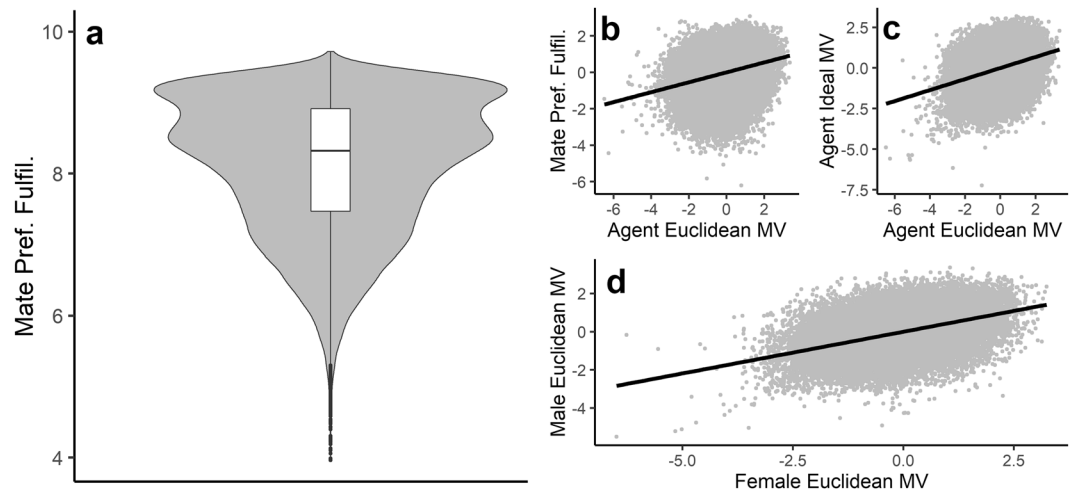 a
Mate Pref. Fulfil.
10
8
6
4
b
Mate Pref. Fulfil.
2
0
-2
-4
-6
-6 -4 -2 0 2
Agent Euclidean MV
c
Agent Ideal MV
2.5
0.0
-2.5
-5.0
-7.5
-6 -4 -2 0 2
Agent Euclidean MV
d
Male Euclidean MV
2
0
-2
-4
-5.0 -2.5 0.0 2.5
Female Euclidean MV